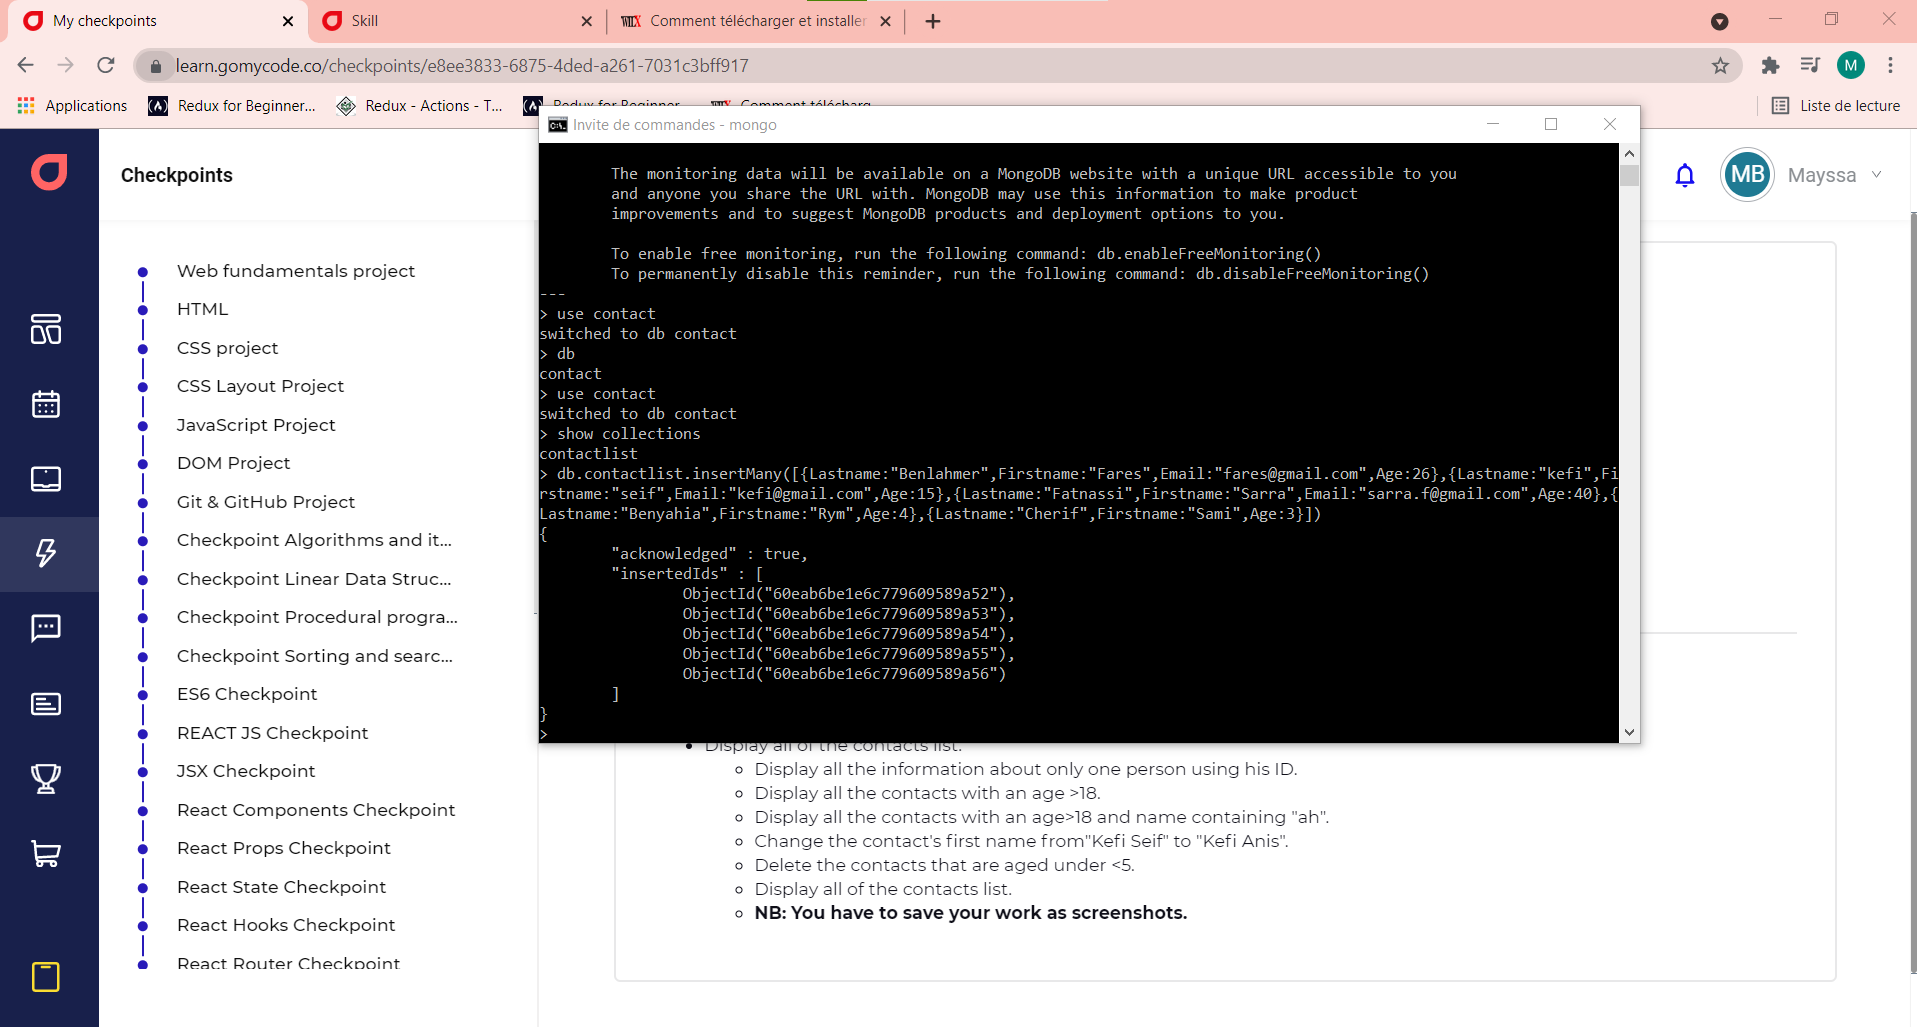 My checkpoints
Skill
Comment télécharger et installer
learn.gomycode.co/checkpoints/e8ee3833-6875-4ded-a261-7031c3bff917
M
Applications
Redux for Beginner...
Redux - Actions - T...
Redux for Beginner...
Comment télécharg...
Liste de lecture
Checkpoints
MB
Mayssa
Web fundamentals project
HTML
CSS project
CSS Layout Project
JavaScript Project
DOM Project
Git & GitHub Project
Checkpoint Algorithms and it...
Checkpoint Linear Data Struc...
Checkpoint Procedural progra...
Checkpoint Sorting and searc...
ES6 Checkpoint
REACT JS Checkpoint
JSX Checkpoint
React Components Checkpoint
React Props Checkpoint
React State Checkpoint
React Hooks Checkpoint
React Router Checkpoint
Invite de commandes - mongo
The monitoring data will be available on a MongoDB website with a unique URL accessible to you
and anyone you share the URL with. MongoDB may use this information to make product
improvements and to suggest MongoDB products and deployment options to you.
To enable free monitoring, run the following command: db.enableFreeMonitoring()
To permanently disable this reminder, run the following command: db.disableFreeMonitoring()
---
> use contact
switched to db contact
> db
contact
> use contact
switched to db contact
> show collections
contactlist
> db.contactlist.insertMany([{Lastname:"Benlahmer",Firstname:"Fares",Email:"fares@gmail.com",Age:26},{Lastname:"kefi",Fi
rstname:"seif",Email:"kefi@gmail.com",Age:15},{Lastname:"Fatnassi",Firstname:"Sarra",Email:"sarra.f@gmail.com",Age:40},{
Lastname:"Benyahia",Firstname:"Rym",Age:4},{Lastname:"Cherif",Firstname:"Sami",Age:3}])
{
"acknowledged" : true,
"insertedIds" : [
ObjectId("60eab6be1e6c779609589a52"),
ObjectId("60eab6be1e6c779609589a53"),
ObjectId("60eab6be1e6c779609589a54"),
ObjectId("60eab6be1e6c779609589a55"),
ObjectId("60eab6be1e6c779609589a56")
]
}
>
Display all of the contacts list.
Display all the information about only one person using his ID.
Display all the contacts with an age >18.
Display all the contacts with an age>18 and name containing "ah".
Change the contact's first name from"Kefi Seif" to "Kefi Anis".
Delete the contacts that are aged under <5.
Display all of the contacts list.
NB: You have to save your work as screenshots.